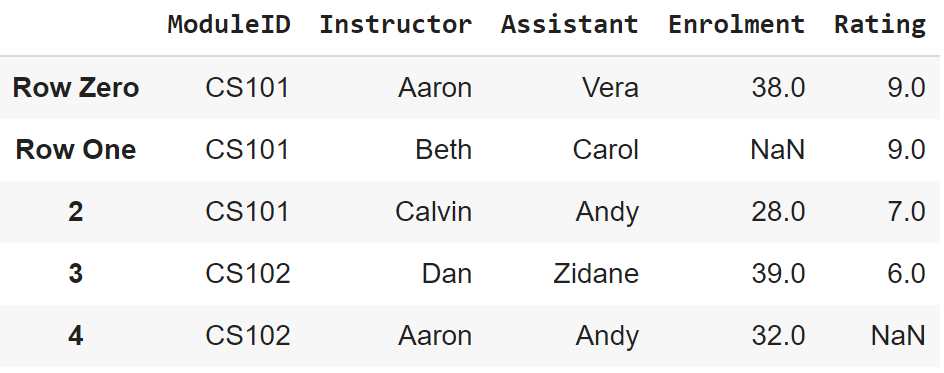 ModuleID Instructor Assistant Enrolment Rating
Row Zero CS101 Aaron Vera 38.0 9.0
Row One CS101 Beth Carol NaN 9.0
2 CS101 Calvin Andy 28.0 7.0
3 CS102 Dan Zidane 39.0 6.0
4 CS102 Aaron Andy 32.0 NaN